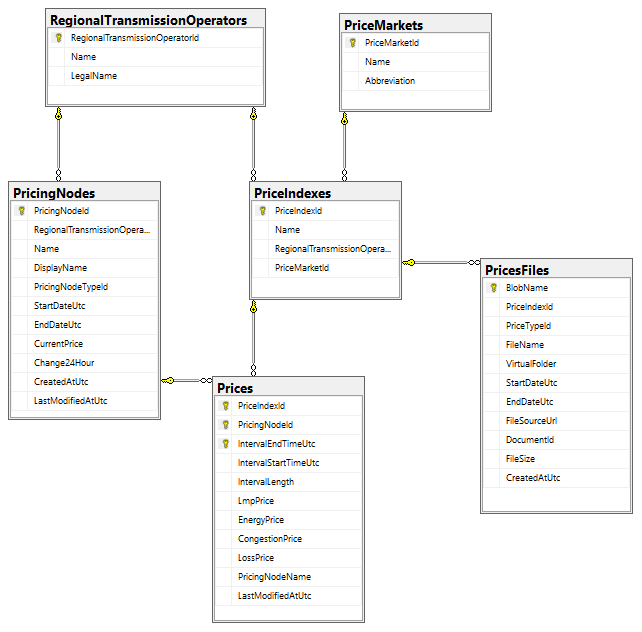 RegionalTransmissionOperators
RegionalTransmissionOperatorId
Name
LegalName
PriceMarkets
PriceMarketId
Name
Abbreviation
PricingNodes
PricingNodeId
RegionalTransmissionOpera...
Name
DisplayName
PricingNodeTypeId
StartDateUtc
EndDateUtc
CurrentPrice
Change24Hour
CreatedAtUtc
LastModifiedAtUtc
PriceIndexes
PriceIndexId
Name
RegionalTransmissionOpera...
PriceMarketId
PricesFiles
BlobName
PriceIndexId
PriceTypeId
FileName
VirtualFolder
StartDateUtc
EndDateUtc
FileSourceUrl
DocumentId
FileSize
CreatedAtUtc
Prices
PriceIndexId
PricingNodeId
IntervalEndTimeUtc
IntervalStartTimeUtc
IntervalLength
LmpPrice
EnergyPrice
CongestionPrice
LossPrice
PricingNodeName
LastModifiedAtUtc